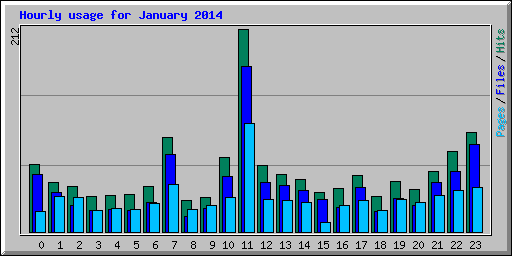 Hourly usage for January 2014
212
Pages / Files / Hits
0 1 2 3 4 5 6 7 8 9 10 11 12 13 14 15 16 17 18 19 20 21 22 23